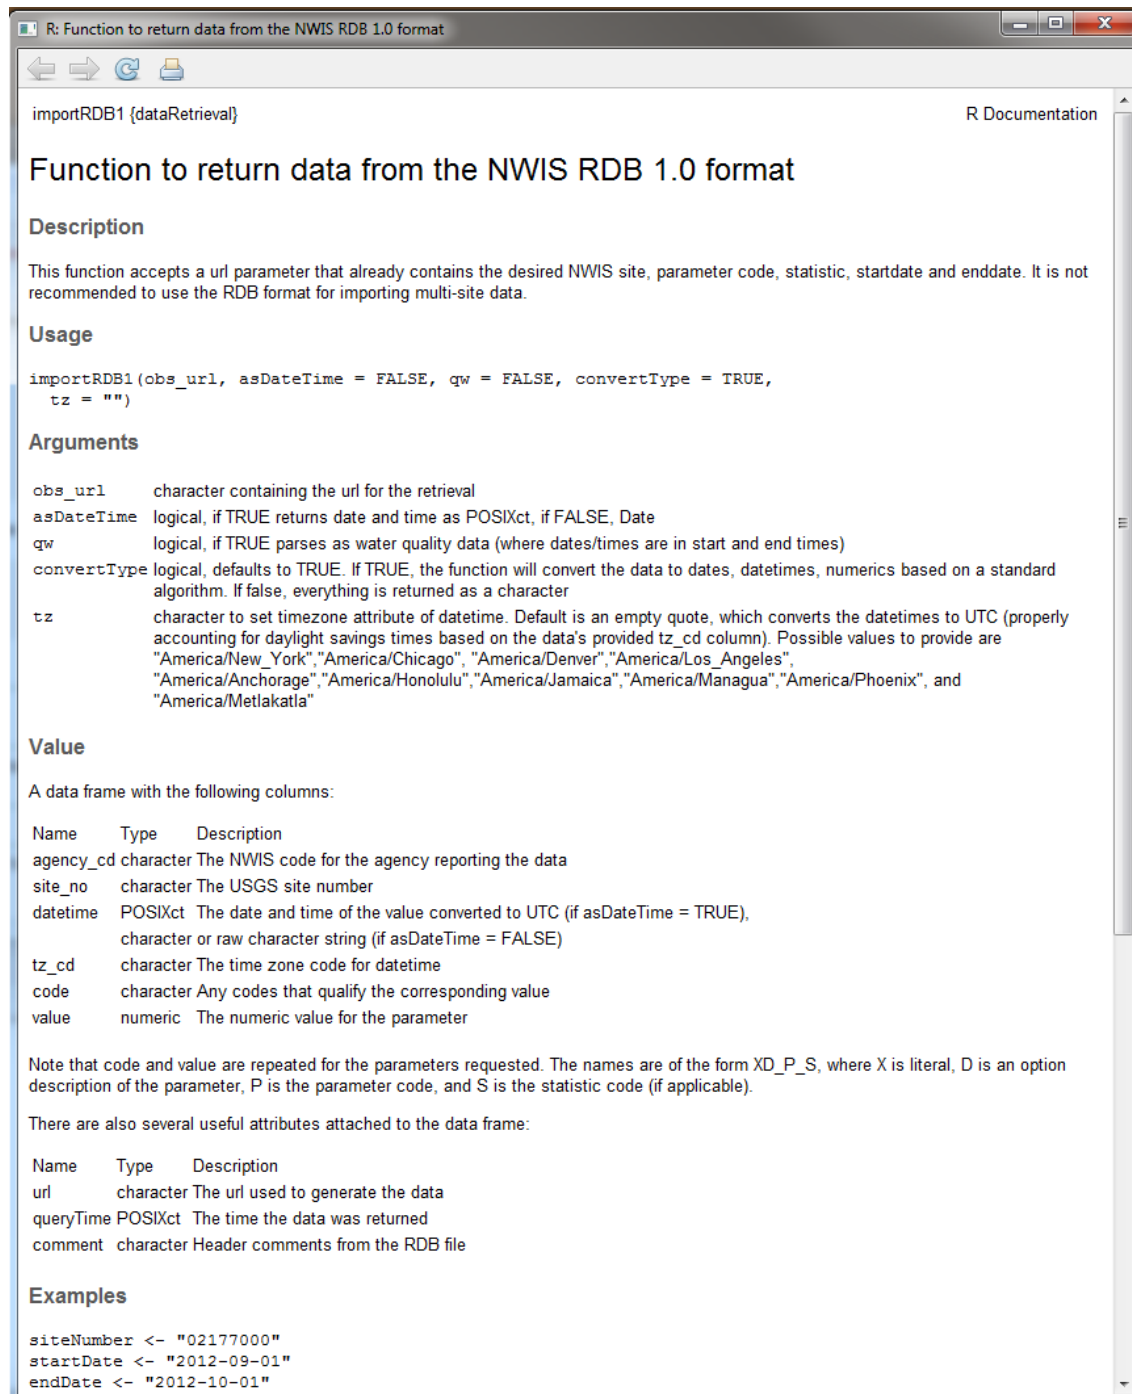 R: Function to return data from the NWIS RDB 1.0 format
importRDB1 {dataRetrieval} R Documentation
Function to return data from the NWIS RDB 1.0 format
Description
This function accepts a url parameter that already contains the desired NWIS site, parameter code, statistic, startdate and enddate. It is not
recommended to use the RDB format for importing multi-site data.
Usage
importRDB1(obs_url, asDateTime = FALSE, qw = FALSE, convertType = TRUE,
  tz = "")
Arguments
obs_url character containing the url for the retrieval
asDateTime logical, if TRUE returns date and time as POSIXct, if FALSE, Date
qw logical, if TRUE parses as water quality data (where dates/times are in start and end times)
convertType logical, defaults to TRUE. If TRUE, the function will convert the data to dates, datetimes, numerics based on a standard
algorithm. If false, everything is returned as a character
tz character to set timezone attribute of datetime. Default is an empty quote, which converts the datetimes to UTC (properly
accounting for daylight savings times based on the data's provided tz_cd column). Possible values to provide are
"America/New_York","America/Chicago", "America/Denver","America/Los_Angeles",
"America/Anchorage","America/Honolulu","America/Jamaica","America/Managua","America/Phoenix", and
"America/Metlakatla"
Value
A data frame with the following columns:
Name Type Description
agency_cd character The NWIS code for the agency reporting the data
site_no character The USGS site number
datetime POSIXct The date and time of the value converted to UTC (if asDateTime = TRUE),
character or raw character string (if asDateTime = FALSE)
tz_cd character The time zone code for datetime
code character Any codes that qualify the corresponding value
value numeric The numeric value for the parameter
Note that code and value are repeated for the parameters requested. The names are of the form XD_P_S, where X is literal, D is an option
description of the parameter, P is the parameter code, and S is the statistic code (if applicable).
There are also several useful attributes attached to the data frame:
Name Type Description
url character The url used to generate the data
queryTime POSIXct The time the data was returned
comment character Header comments from the RDB file
Examples
siteNumber <- "02177000"
startDate <- "2012-09-01"
endDate <- "2012-10-01"